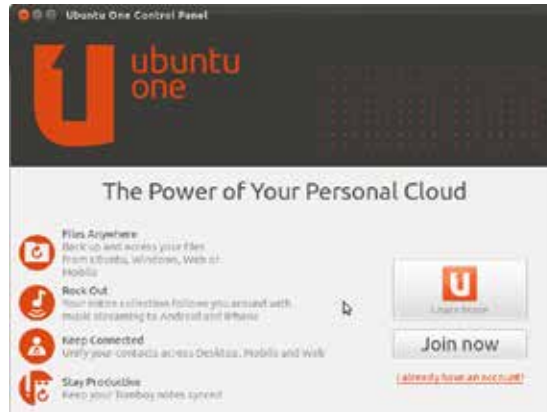 Ubuntu One Control Panel
ubuntu
one
The Power of Your Personal Cloud
Files Anywhere
Back up and access your files
from Ubuntu, Windows, Web or
Mobile
Rock Out
Your entire collection follows you around with
music streaming to Android and iPhone
Keep Connected
Unify your contacts across Desktop, Mobile and Web
Stay Productive
Keep your Tomboy notes synced
Learn more
Join now
I already have an account!